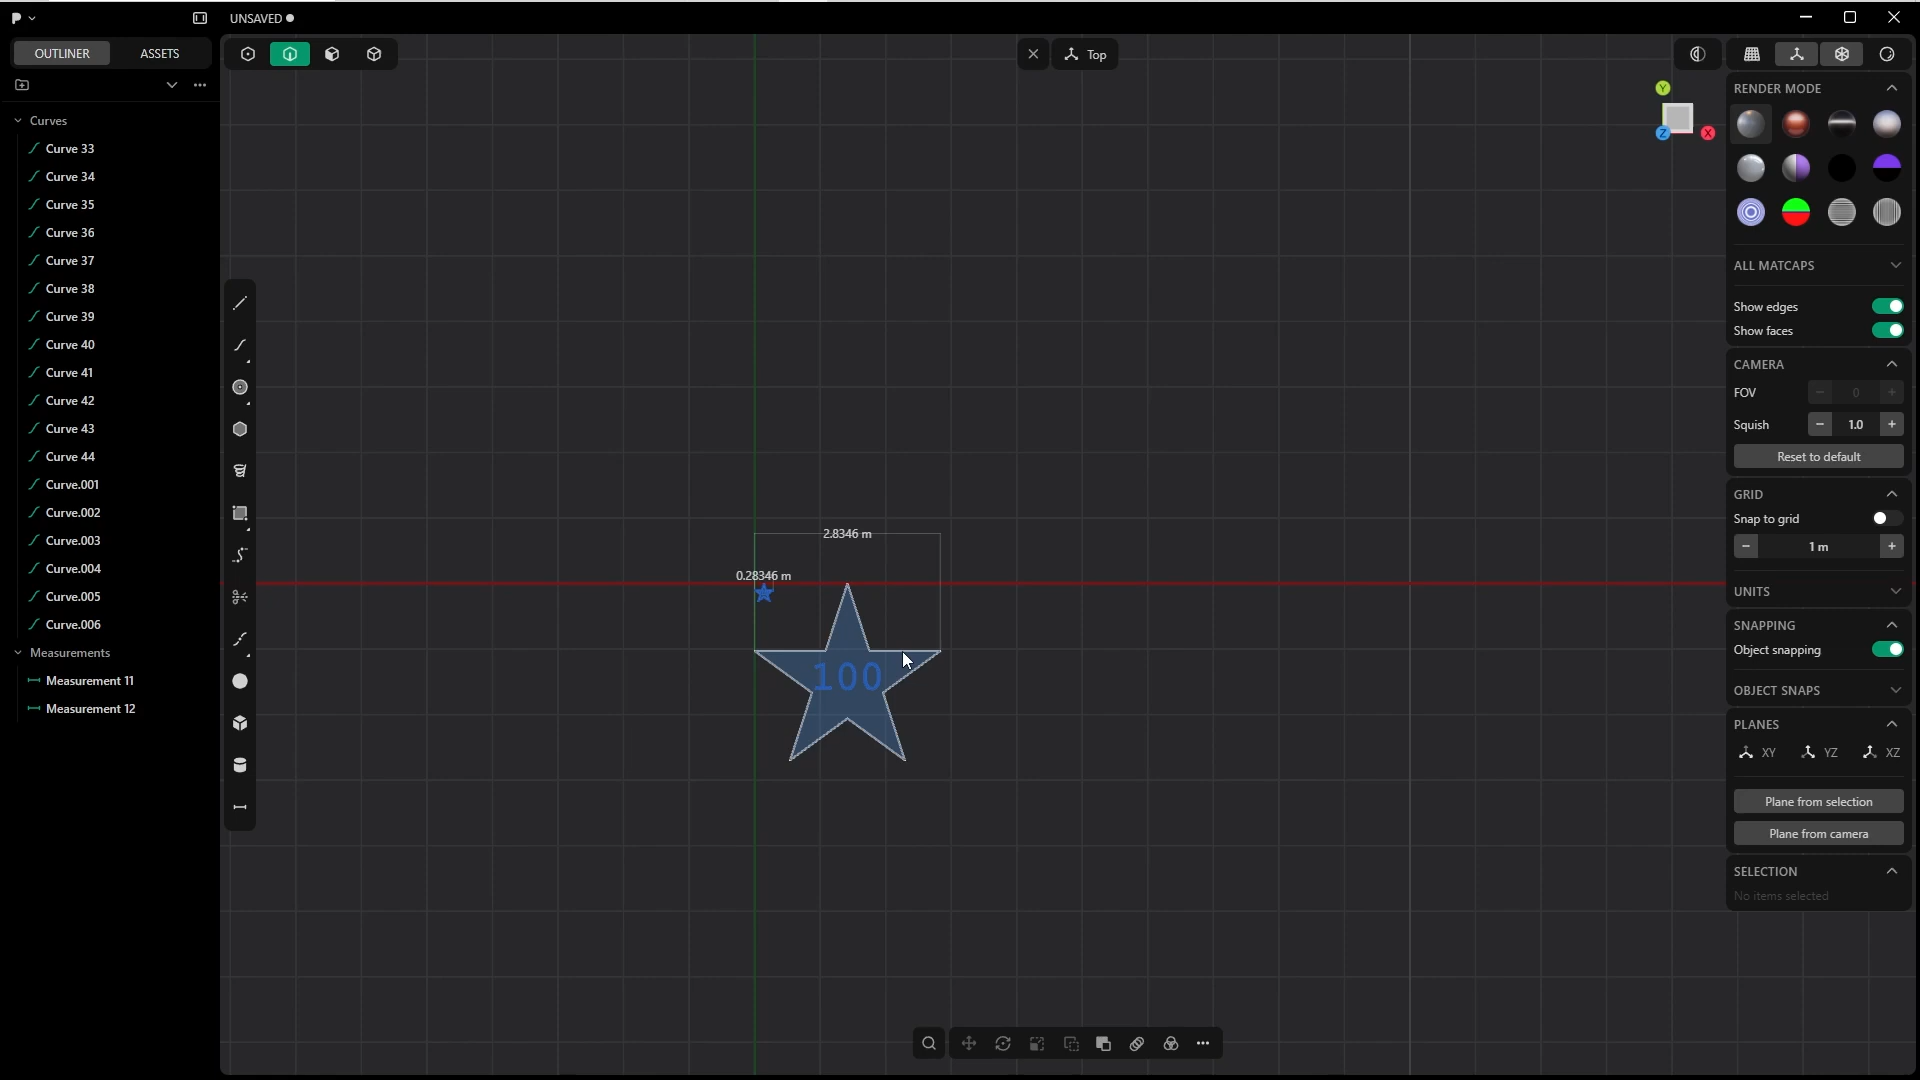 UNSAVED
OUTLINER
ASSETS
Top
Curves
Curve 33
Curve 34
Curve 35
Curve 36
Curve 37
Curve 38
Curve 39
Curve 40
Curve 41
Curve 42
Curve 43
Curve 44
Curve.001
Curve.002
Curve.003
Curve.004
Curve.005
Curve.006
Measurements
Measurement 11
Measurement 12
2.8346 m
0.28346 m
100
Y
Z
X
RENDER MODE
ALL MATCAPS
Show edges
Show faces
CAMERA
FOV
0
Squish
1.0
Reset to default
GRID
Snap to grid
1 m
UNITS
SNAPPING
Object snapping
OBJECT SNAPS
PLANES
XY
YZ
XZ
Plane from selection
Plane from camera
SELECTION
No items selected